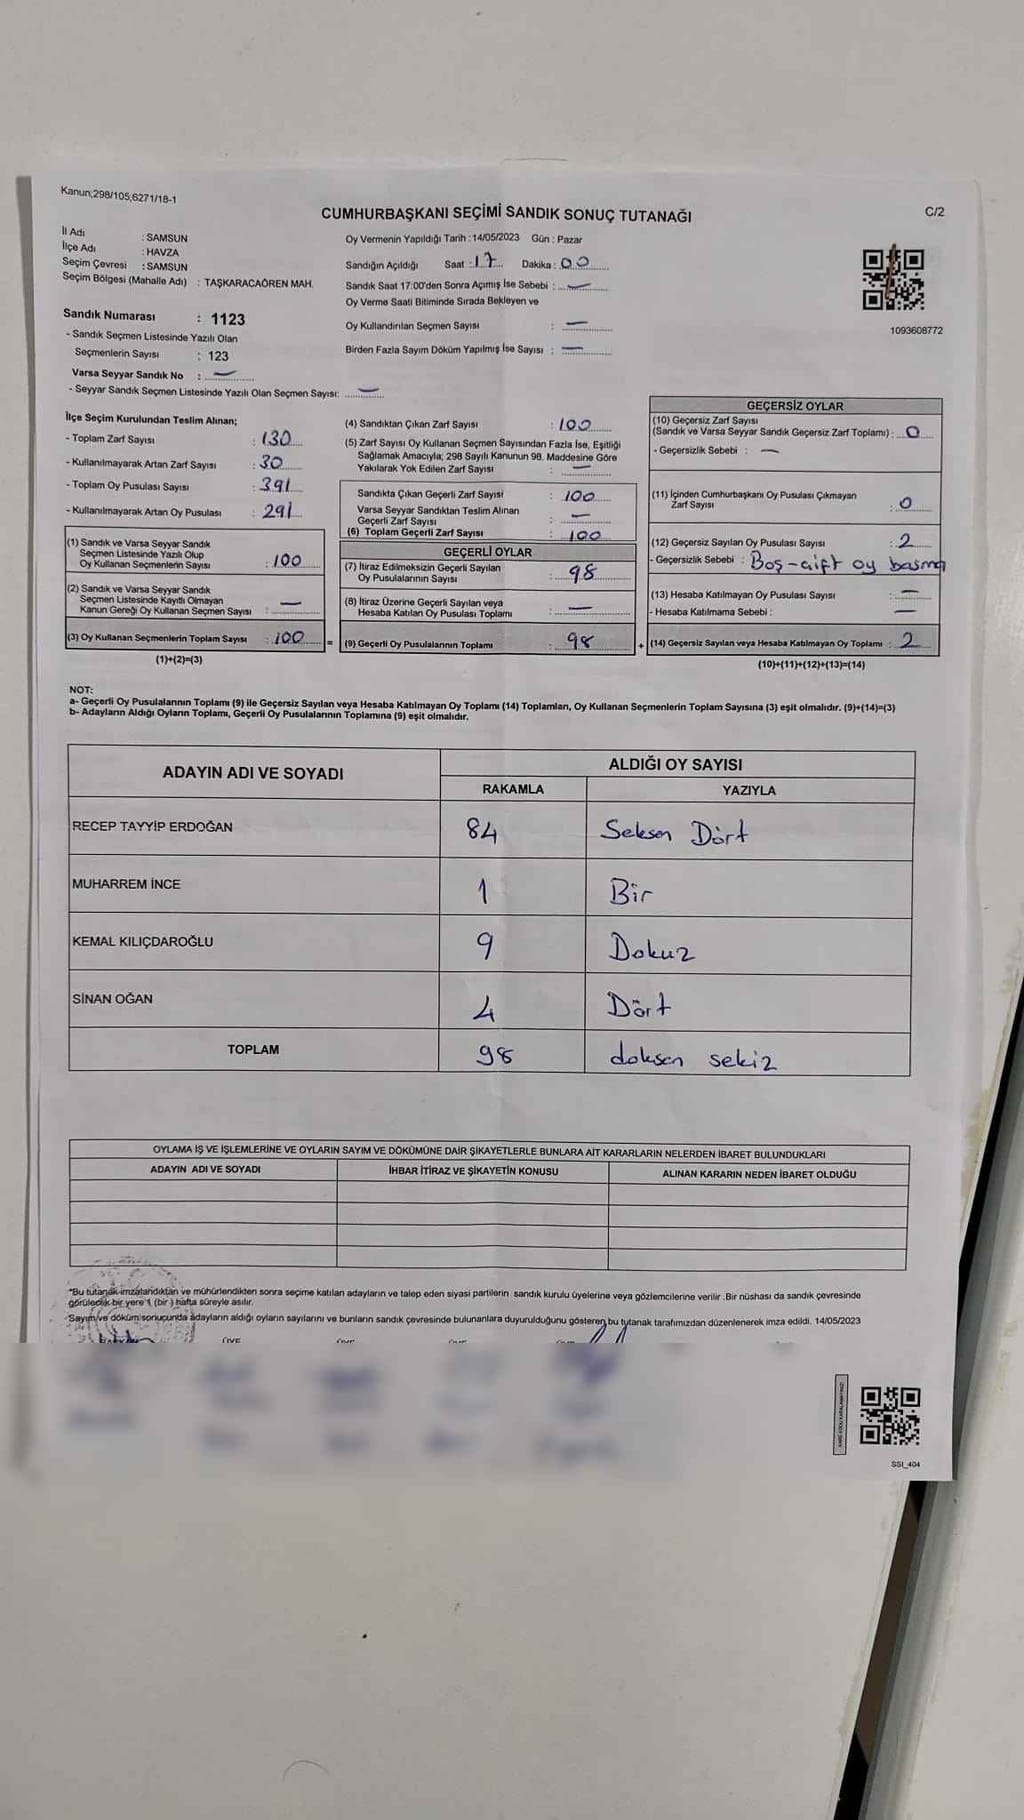 Kanun;298/105,6271/18-1
CUMHURBAŞKANI SEÇİMİ SANDIK SONUÇ TUTANAĞI
C/2
İl Adı : SAMSUN
İlçe Adı : HAVZA
Seçim Çevresi : SAMSUN
Seçim Bölgesi (Mahalle Adı) : TAŞKARACAÖREN MAH.
Sandık Numarası : 1123
- Sandık Seçmen Listesinde Yazılı Olan
Seçmenlerin Sayısı : 123
Varsa Seyyar Sandık No : —
- Seyyar Sandık Seçmen Listesinde Yazılı Olan Seçmen Sayısı: —
Oy Vermenin Yapıldığı Tarih : 14/05/2023 Gün : Pazar
Sandığın Açıldığı Saat : 17 Dakika : 00
Sandık Saat 17:00'den Sonra Açımış İse Sebebi : —
Oy Verme Saati Bitiminde Sırada Bekleyen ve
Oy Kullandırılan Seçmen Sayısı : —
Birden Fazla Sayım Döküm Yapılmış İse Sayısı : —
1093608772
İlçe Seçim Kurulundan Teslim Alınan;
- Toplam Zarf Sayısı : 130
- Kullanılmayarak Artan Zarf Sayısı : 30
- Toplam Oy Pusulası Sayısı : 391
- Kullanılmayarak Artan Oy Pusulası : 291
(1) Sandık ve Varsa Seyyar Sandık
Seçmen Listesinde Yazılı Olup
Oy Kullanan Seçmenlerin Sayısı : 100
(2) Sandık ve Varsa Seyyar Sandık
Seçmen Listesinde Kayıtlı Olmayan
Kanun Gereği Oy Kullanan Seçmen Sayısı : —
(3) Oy Kullanan Seçmenlerin Toplam Sayısı : 100 =
(1)+(2)=(3)
(4) Sandıktan Çıkan Zarf Sayısı : 100
(5) Zarf Sayısı Oy Kullanan Seçmen Sayısından Fazla İse, Eşitliği
Sağlamak Amacıyla; 298 Sayılı Kanunun 98. Maddesine Göre
Yakılarak Yok Edilen Zarf Sayısı : —
Sandıkta Çıkan Geçerli Zarf Sayısı : 100
Varsa Seyyar Sandıktan Teslim Alınan
Geçerli Zarf Sayısı : —
(6) Toplam Geçerli Zarf Sayısı : 100
GEÇERLİ OYLAR
(7) İtiraz Edilmeksizin Geçerli Sayılan
Oy Pusulalarının Sayısı : 98
(8) İtiraz Üzerine Geçerli Sayılan veya
Hesaba Katılan Oy Pusulası Toplamı : —
(9) Geçerli Oy Pusulalarının Toplamı : 98 +
GEÇERSİZ OYLAR
(10) Geçersiz Zarf Sayısı
(Sandık ve Varsa Seyyar Sandık Geçersiz Zarf Toplamı) : 0
- Geçersizlik Sebebi : —
(11) İçinden Cumhurbaşkanı Oy Pusulası Çıkmayan
Zarf Sayısı : 0
(12) Geçersiz Sayılan Oy Pusulası Sayısı : 2
- Geçersizlik Sebebi : Boş-çift oy basma
(13) Hesaba Katılmayan Oy Pusulası Sayısı : —
- Hesaba Katılmama Sebebi : —
(14) Geçersiz Sayılan veya Hesaba Katılmayan Oy Toplamı : 2
(10)+(11)+(12)+(13)=(14)
NOT:
a- Geçerli Oy Pusulalarının Toplamı (9) ile Geçersiz Sayılan veya Hesaba Katılmayan Oy Toplamı (14) Toplamları, Oy Kullanan Seçmenlerin Toplam Sayısına (3) eşit olmalıdır. (9)+(14)=(3)
b- Adayların Aldığı Oyların Toplamı, Geçerli Oy Pusulalarının Toplamına (9) eşit olmalıdır.
ADAYIN ADI VE SOYADI ALDIĞI OY SAYISI
RAKAMLA YAZIYLA
RECEP TAYYİP ERDOĞAN 84 Seksen Dört
MUHARREM İNCE 1 Bir
KEMAL KILIÇDAROĞLU 9 Dokuz
SİNAN OĞAN 4 Dört
TOPLAM 98 doksan sekiz
OYLAMA İŞ VE İŞLEMLERİNE VE OYLARIN SAYIM VE DÖKÜMÜNE DAİR ŞİKAYETLERLE BUNLARA AİT KARARLARIN NELERDEN İBARET BULUNDUKLARI
ADAYIN ADI VE SOYADI İHBAR İTİRAZ VE ŞİKAYETİN KONUSU ALINAN KARARIN NEDEN İBARET OLDUĞU
"Bu tutanak imzalandıktan ve mühürlendikten sonra seçime katılan adayların ve talep eden siyasi partilerin sandık kurulu üyelerine veya gözlemcilerine verilir .Bir nüshası da sandık çevresinde
görülecek bir yere 1 (bir ) hafta süreyle asılır.
Sayım ve döküm sonucunda adayların aldığı oyların sayılarını ve bunların sandık çevresinde bulunanlara duyurulduğunu gösteren bu tutanak tarafımızdan düzenlenerek imza edildi. 14/05/2023
SSI_404